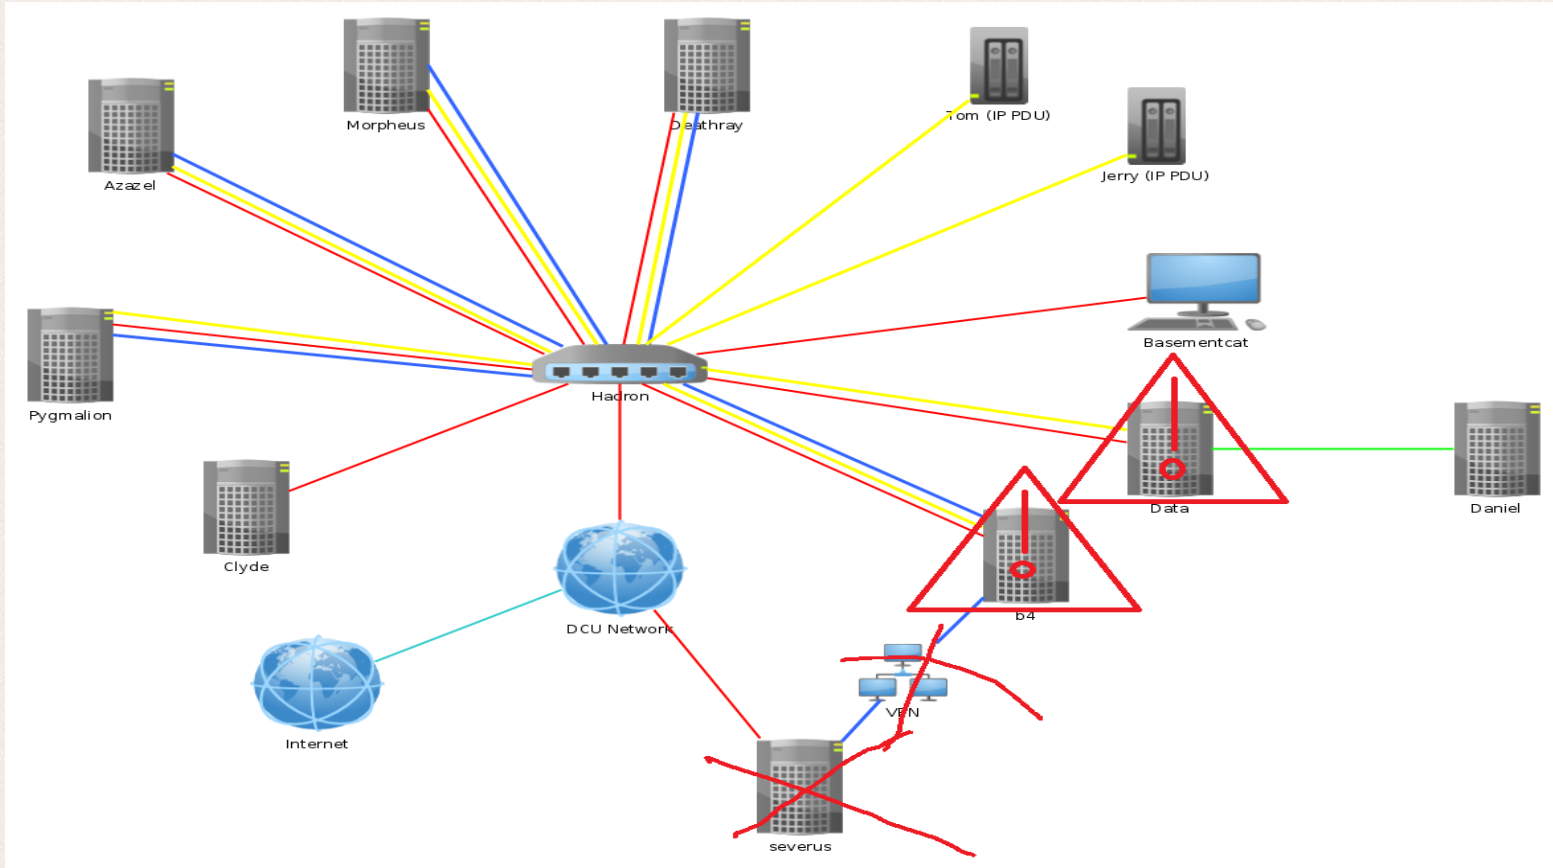 Morpheus
Deathray
Tom (IP PDU)
Jerry (IP PDU)
Azazel
Basementcat
Hadron
Pygmalion
Data
Daniel
Clyde
b4
DCU Network
VPN
Internet
severus